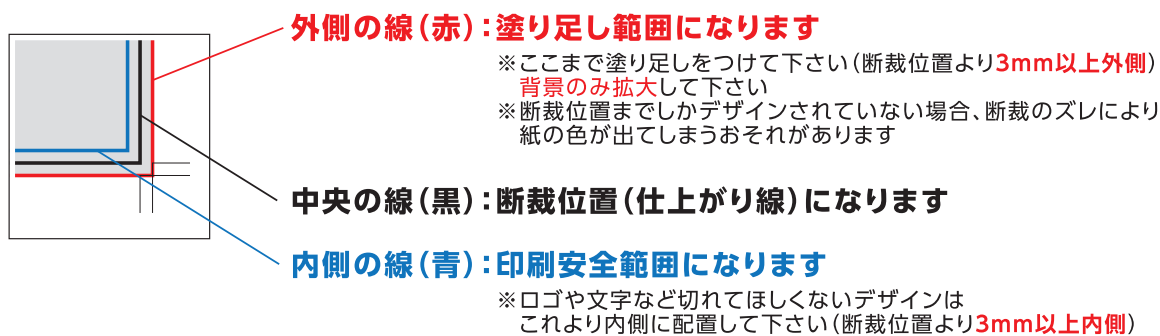 外側の線(赤):塗り足し範囲になります
※ここまで塗り足しをつけて下さい(断裁位置より3mm以上外側)
背景のみ拡大して下さい
※断裁位置までしかデザインされていない場合、断裁のズレにより
紙の色が出てしまうおそれがあります
中央の線(黒):断裁位置(仕上がり線)になります
内側の線(青):印刷安全範囲になります
※ロゴや文字など切れてほしくないデザインは
これより内側に配置して下さい(断裁位置より3mm以上内側)